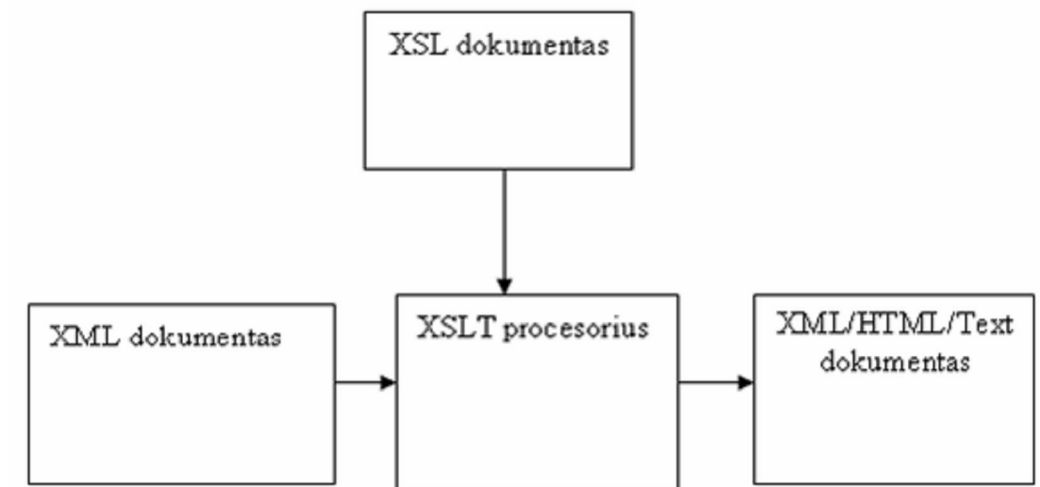 XSL dokumentas
XML dokumentas
XSLT procesorius
XML/HTML/Text
dokumentas